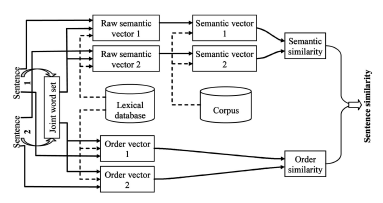 Sentence 1
Sentence 2
Joint word set
Raw semantic
vector 1
Raw semantic
vector 2
Semantic vector
1
Semantic vector
2
Lexical
database
Corpus
Order vector
1
Order vector
2
Semantic
similarity
Order
similarity
Sentence similarity